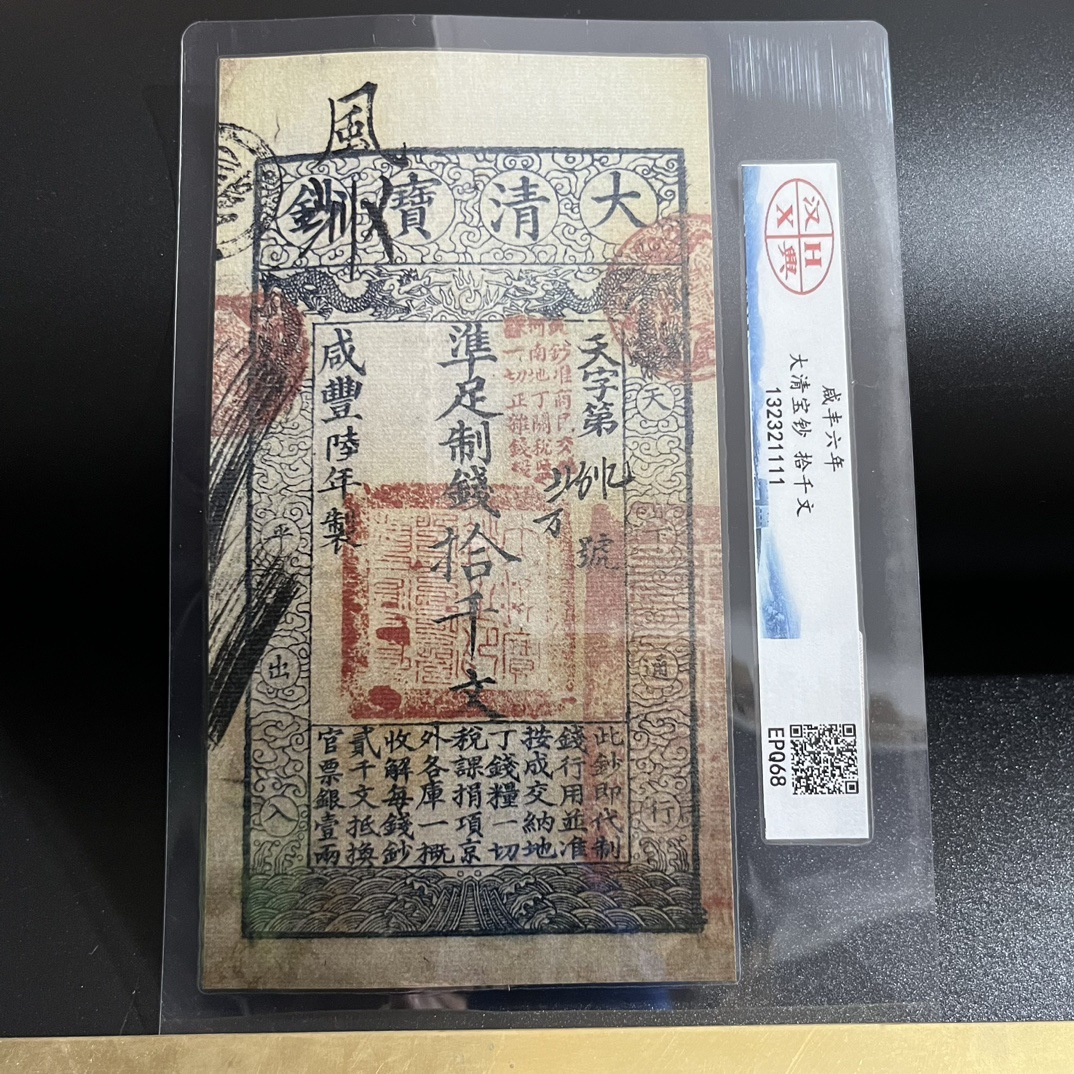 風
大清寶鈔
天字第
號
準足制錢拾千文
咸豐陸年製
天
通
行
平
出
入
此鈔即代制
錢行用並准
按成交納地
丁錢糧一切
稅課捐項京
外各庫一概
收解每錢鈔
貳千文抵換
官票銀壹兩
汉
H
X
興
咸丰六年
大清宝钞 拾千文
132321111
EPQ68